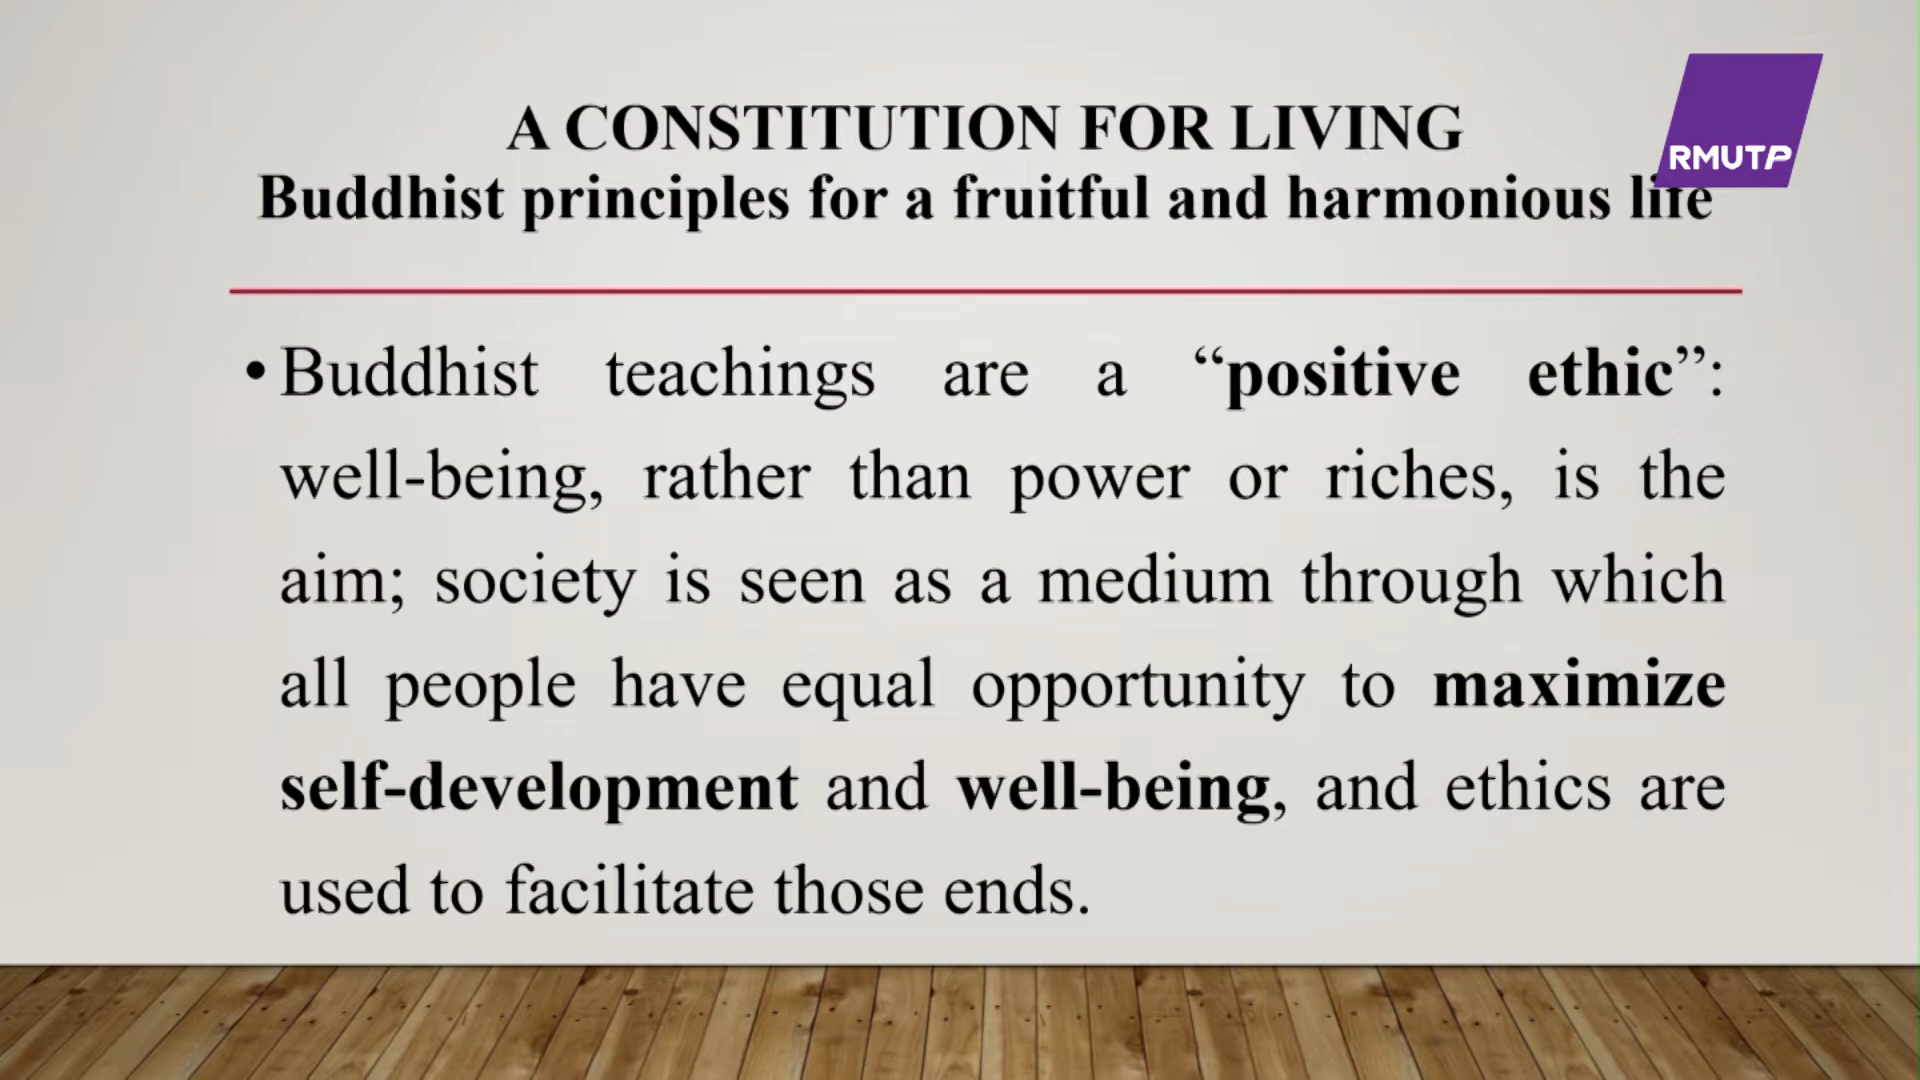 A CONSTITUTION FOR LIVING
Buddhist principles for a fruitful and harmonious life
RMUTP
• Buddhist teachings are a “positive ethic”:
well-being, rather than power or riches, is the
aim; society is seen as a medium through which
all people have equal opportunity to maximize
self-development and well-being, and ethics are
used to facilitate those ends.